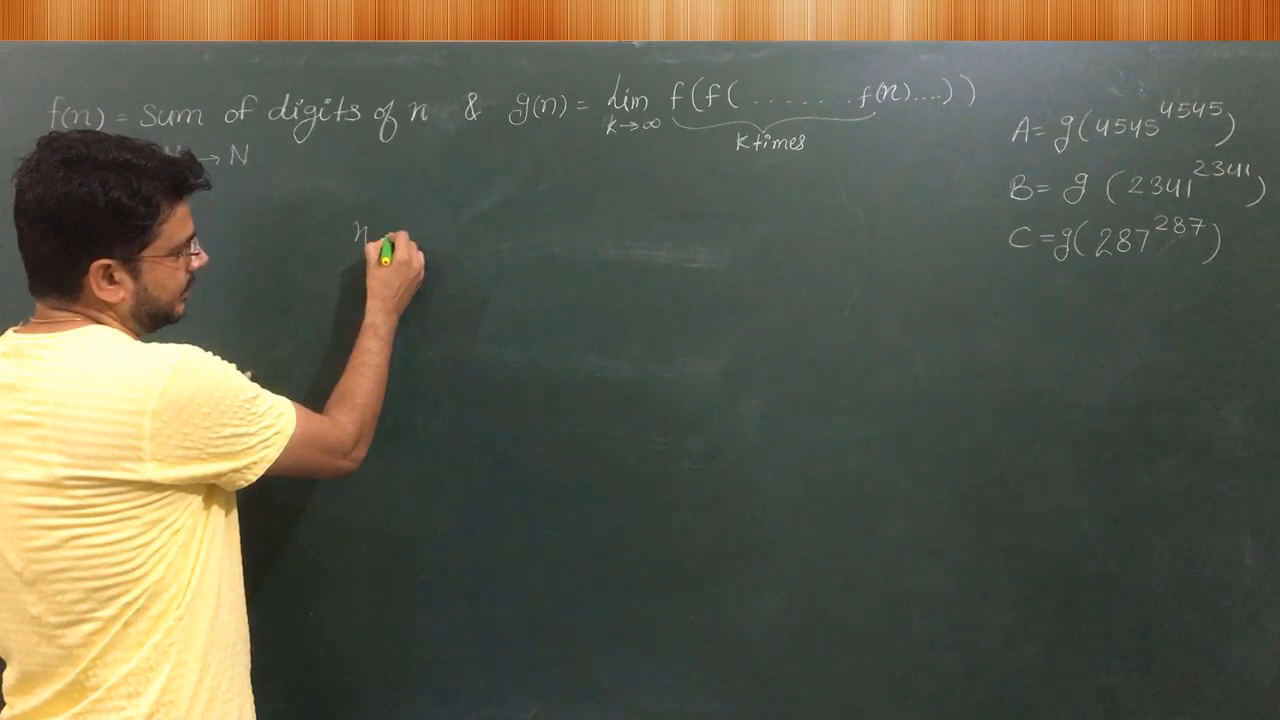 f(n) = Sum of digits of n & g(n) = lim k→∞ f(f( ....... f(n)....))
k times
→ N
n
A= g(4545^4545)
B= g (2341^2341)
C=g(287^287)